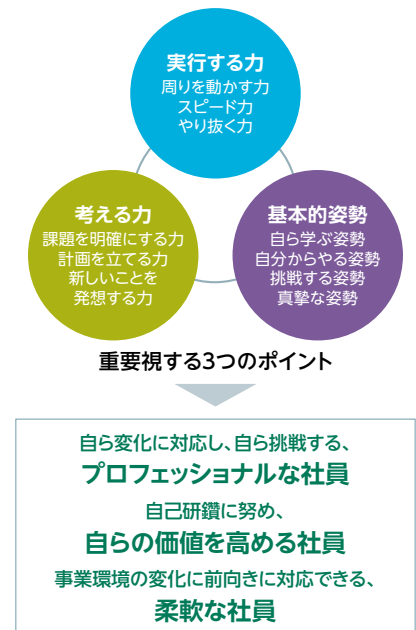 実行する力
周りを動かす力
スピード力
やり抜く力
考える力
課題を明確にする力
計画を立てる力
新しいことを
発想する力
基本的姿勢
自ら学ぶ姿勢
自分からやる姿勢
挑戦する姿勢
真摯な姿勢
重要視する3つのポイント
自ら変化に対応し、自ら挑戦する、
プロフェッショナルな社員
自己研鑽に努め、
自らの価値を高める社員
事業環境の変化に前向きに対応できる、
柔軟な社員